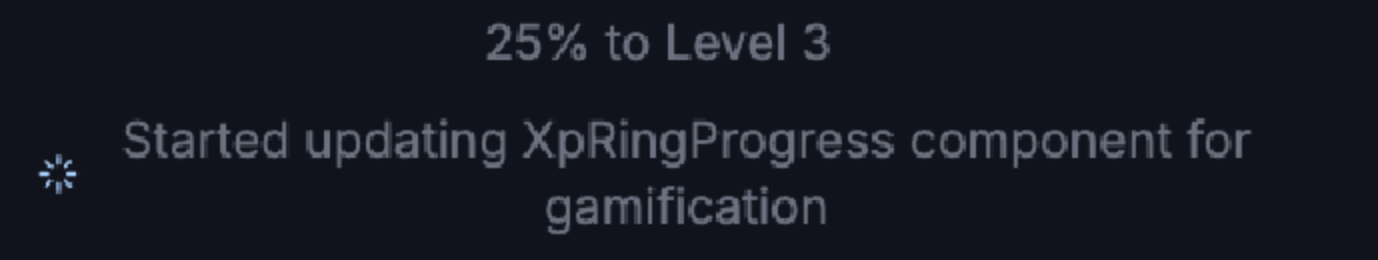 25% to Level 3
Started updating XpRingProgress component for
gamification